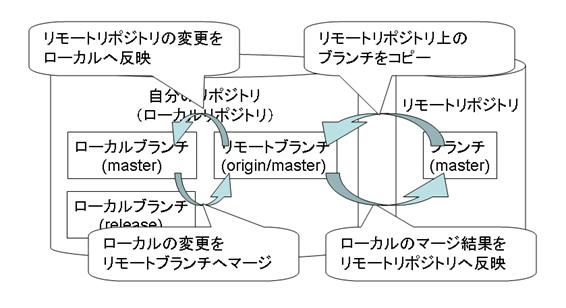 リモートリポジトリの変更を
ローカルへ反映
リモートリポジトリ上の
ブランチをコピー
自分のリポジトリ
(ローカルリポジトリ)
リモートリポジトリ
ローカルブランチ
(master)
リモートブランチ
(origin/master)
ブランチ
(master)
ローカルブランチ
(release)
ローカルの変更を
リモートブランチへマージ
ローカルのマージ結果を
リモートリポジトリへ反映